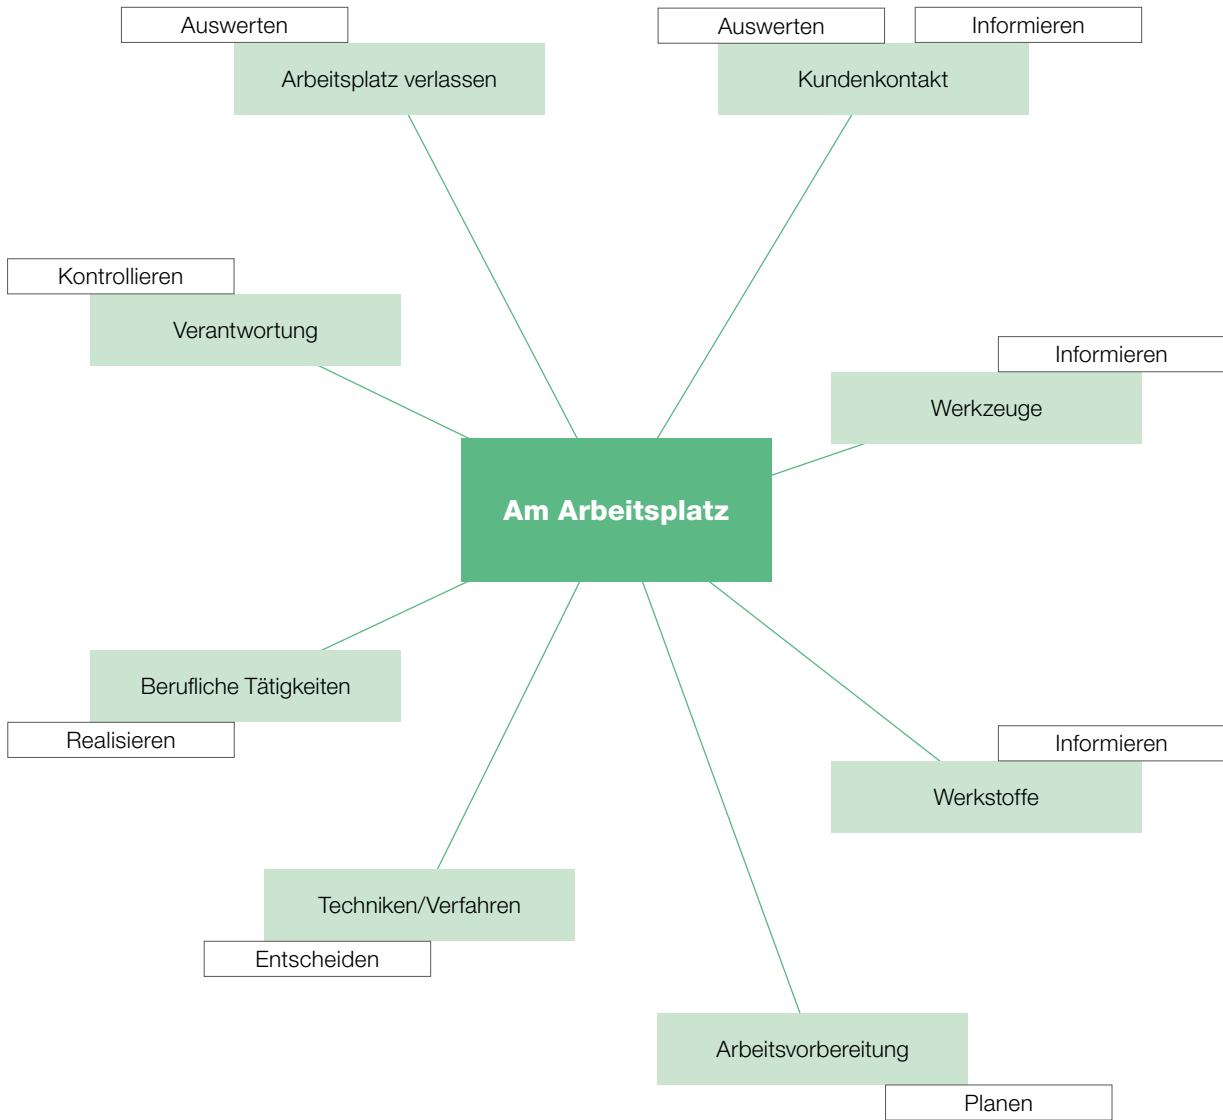 Auswerten
Arbeitsplatz verlassen
Auswerten
Informieren
Kundenkontakt
Kontrollieren
Verantwortung
Informieren
Werkzeuge
Am Arbeitsplatz
Berufliche Tätigkeiten
Realisieren
Informieren
Werkstoffe
Techniken/Verfahren
Entscheiden
Arbeitsvorbereitung
Planen